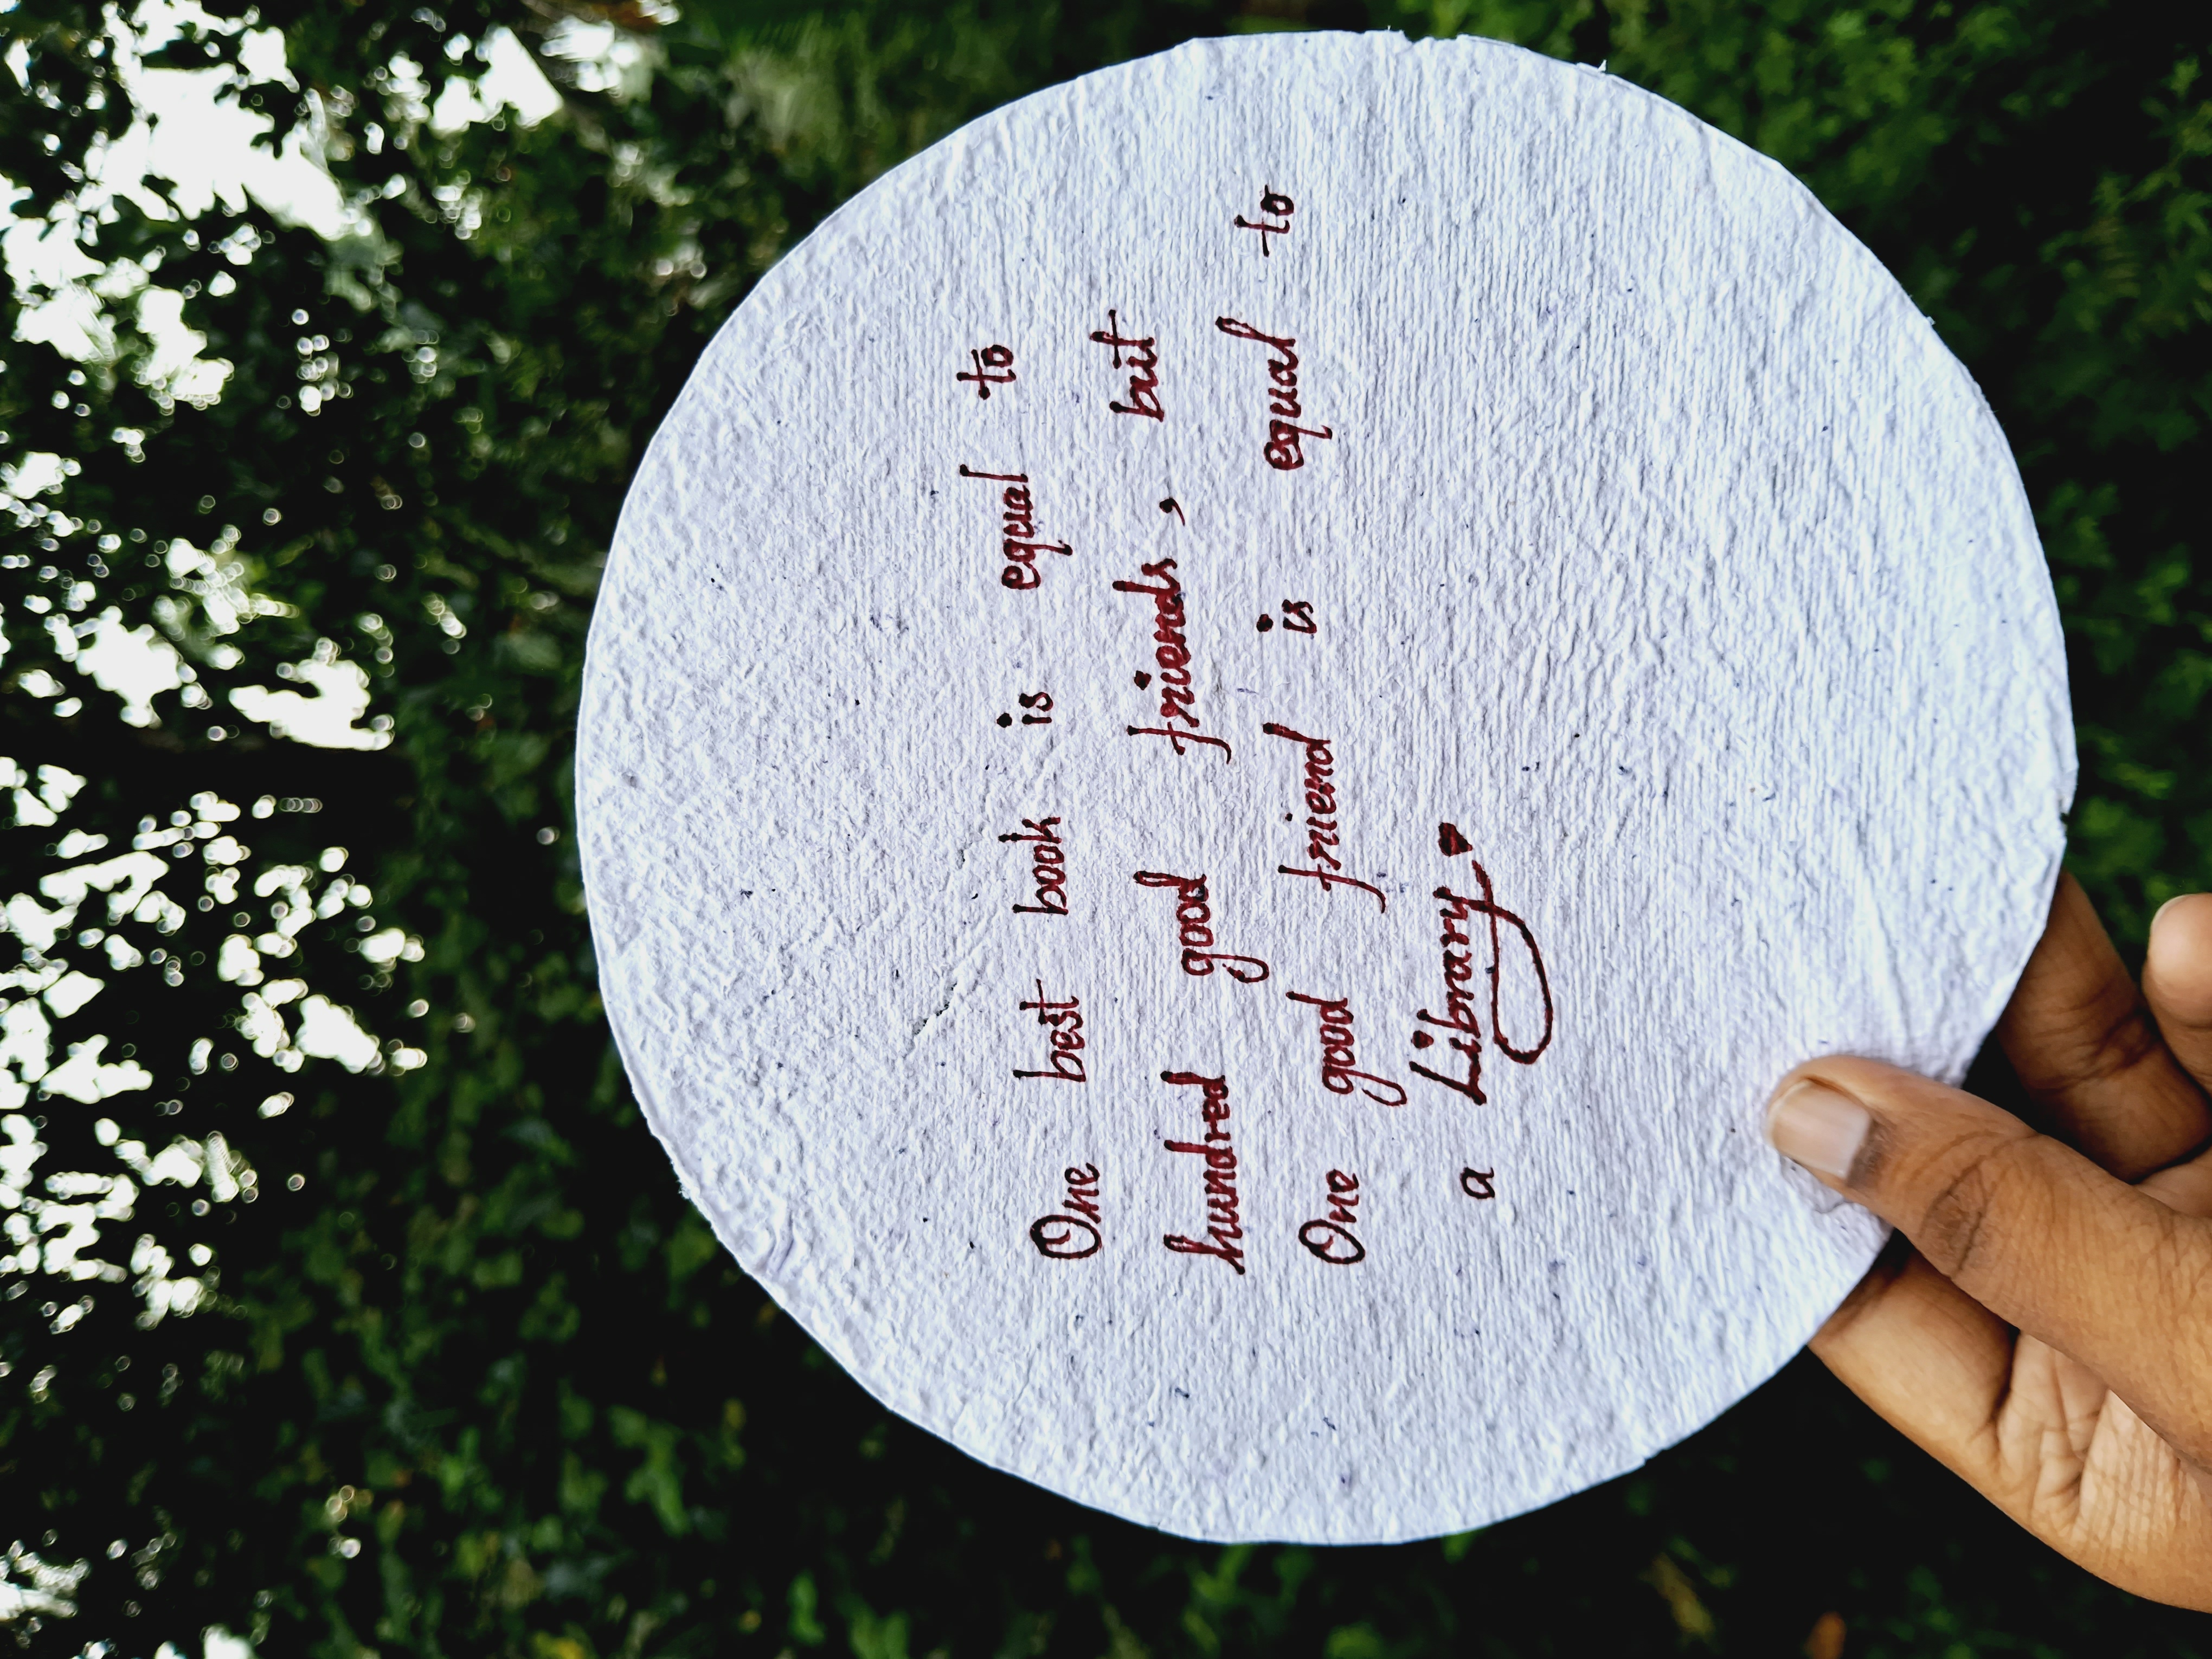 One best book is equal to
hundred good friends, but
One good friend is equal to
a Library.